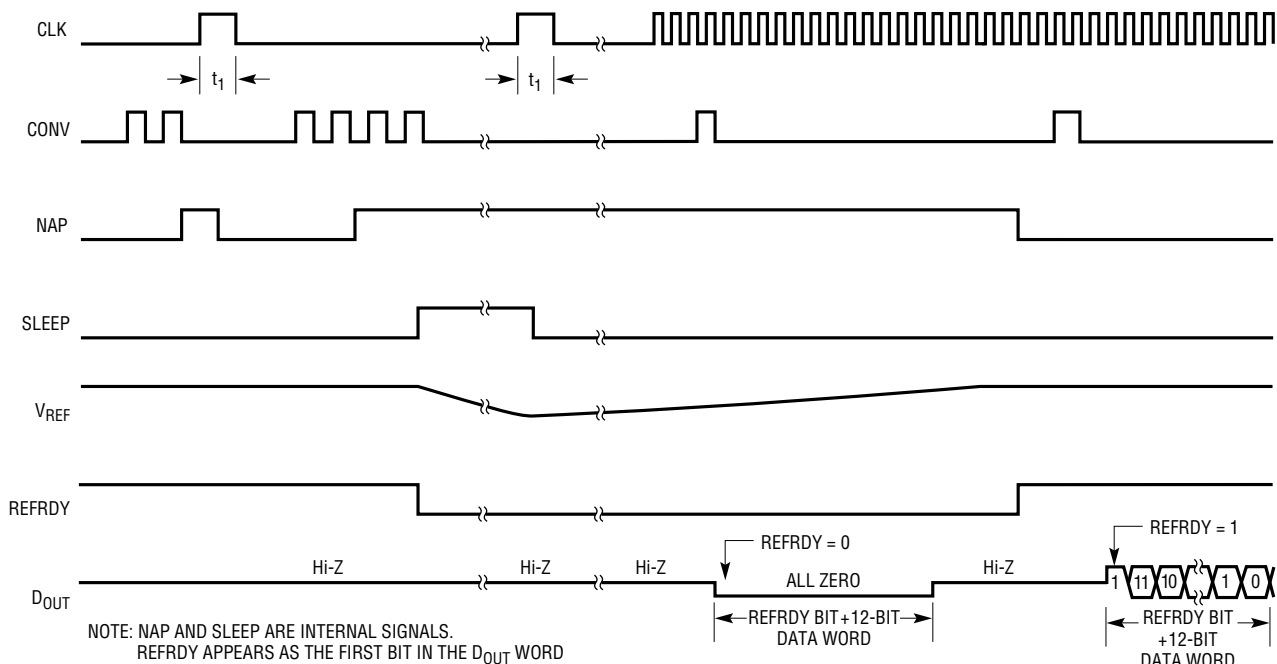 CLK
t1
t1
CONV
NAP
SLEEP
VREF
REFRDY
REFRDY = 0
REFRDY = 1
Hi-Z
Hi-Z
Hi-Z
ALL ZERO
Hi-Z
DOUT
1 11 10 1 0
REFRDY BIT+12-BIT
DATA WORD
REFRDY BIT
+12-BIT
DATA WORD
NOTE: NAP AND SLEEP ARE INTERNAL SIGNALS.
REFRDY APPEARS AS THE FIRST BIT IN THE DOUT WORD